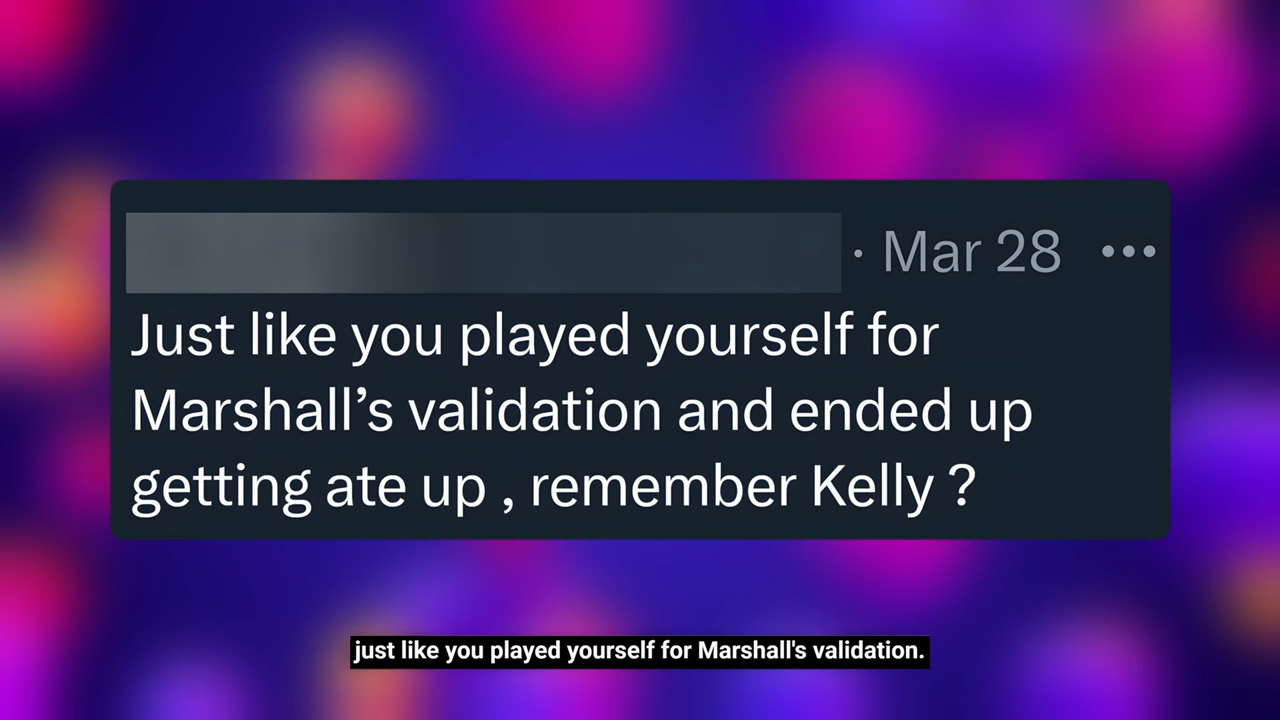 · Mar 28 •••
Just like you played yourself for
Marshall’s validation and ended up
getting ate up , remember Kelly ?
just like you played yourself for Marshall's validation.